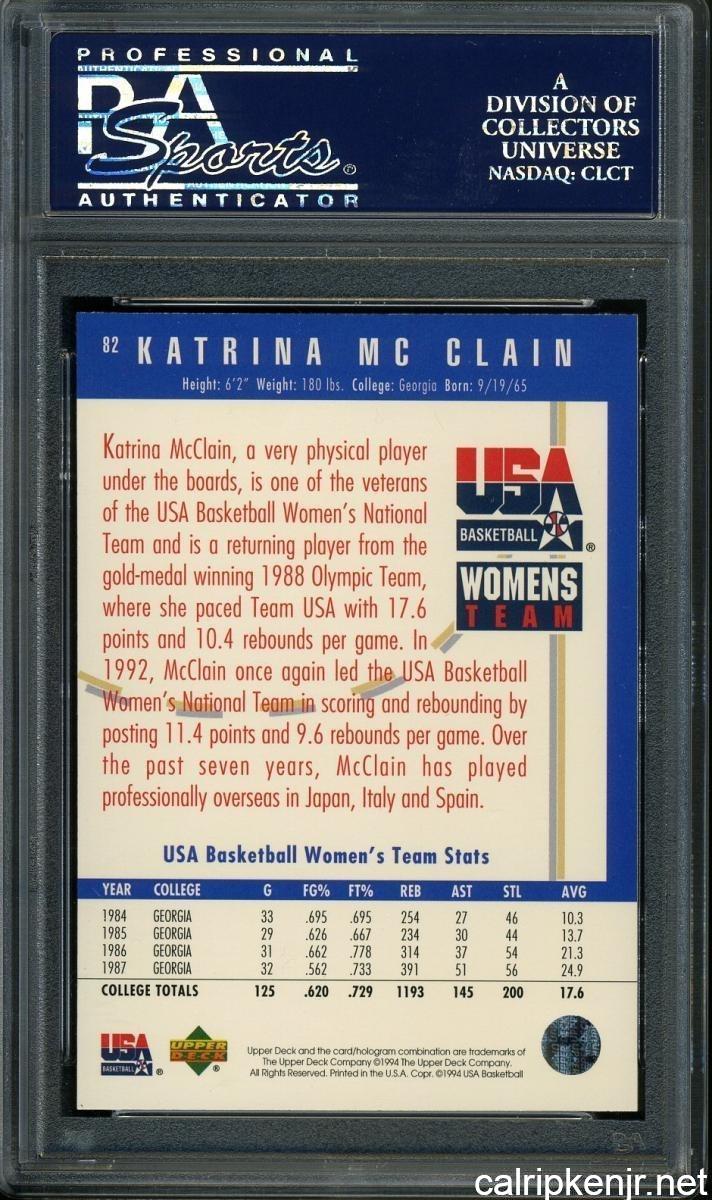 PROFESSIONAL
PSA
Sports®
AUTHENTICATOR
A
DIVISION OF
COLLECTORS
UNIVERSE
NASDAQ: CLCT
82 KATRINA MC CLAIN
Height: 6'2" Weight: 180 lbs. College: Georgia Born: 9/19/65
Katrina McClain, a very physical player
under the boards, is one of the veterans
of the USA Basketball Women's National
Team and is a returning player from the
gold-medal winning 1988 Olympic Team,
where she paced Team USA with 17.6
points and 10.4 rebounds per game. In
1992, McClain once again led the USA Basketball
Women's National Team in scoring and rebounding by
posting 11.4 points and 9.6 rebounds per game. Over
the past seven years, McClain has played
professionally overseas in Japan, Italy and Spain.
USA
BASKETBALL ®
WOMENS
TEAM
USA Basketball Women's Team Stats
YEAR COLLEGE G FG% FT% REB AST STL AVG
1984 GEORGIA 33 .695 .695 254 27 46 10.3
1985 GEORGIA 29 .626 .667 234 30 44 13.7
1986 GEORGIA 31 .662 .778 314 37 54 21.3
1987 GEORGIA 32 .562 .733 391 51 56 24.9
COLLEGE TOTALS 125 .620 .729 1193 145 200 17.6
USA
BASKETBALL ®
UPPER
DECK ®
Upper Deck and the card/hologram combination are trademarks of
The Upper Deck Company ©1994 The Upper Deck Company.
All Rights Reserved. Printed in the U.S.A. Copr. ©1994 USA Basketball
calripkenjr.net